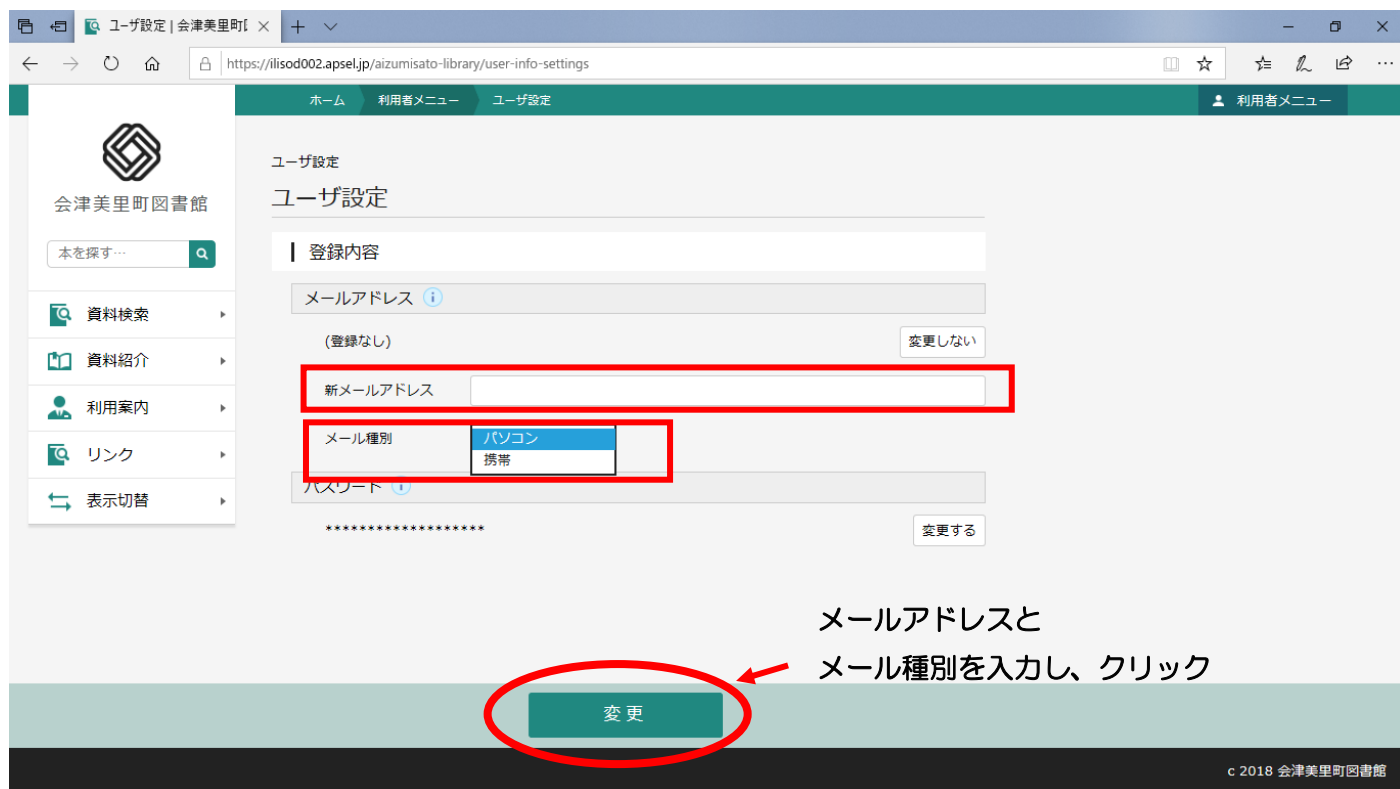 ユーザ設定 | 会津美里町
https://ilisod002.apsel.jp/aizumisato-library/user-info-settings
ホーム 利用者メニュー ユーザ設定 利用者メニュー
会津美里町図書館
本を探す…
資料検索
資料紹介
利用案内
リンク
表示切替
ユーザ設定
ユーザ設定
登録内容
メールアドレス
(登録なし) 変更しない
新メールアドレス
メール種別 パソコン
携帯
パスワード
******************* 変更する
メールアドレスと
メール種別を入力し、クリック
変更
c 2018 会津美里町図書館